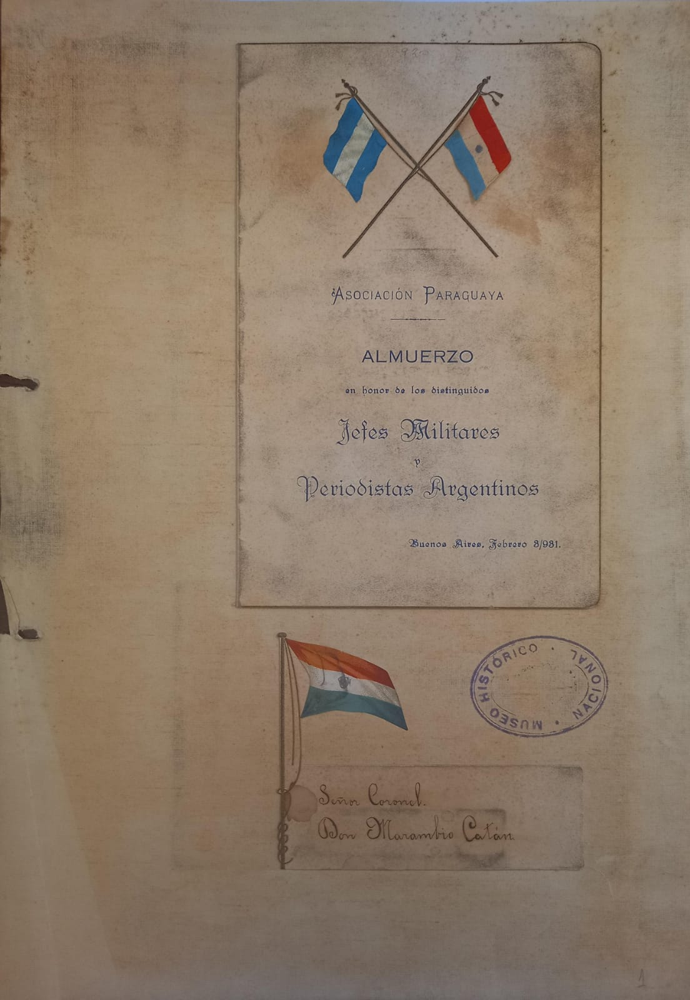 920
ASOCIACIÓN PARAGUAYA
ALMUERZO
en honor de los distinguidos
Jefes Militares
y
Periodistas Argentinos
Buenos Aires, Febrero 3/931.
MUSEO HISTÓRICO · NACIONAL ·
Señor Coronel.
Don Marambio Catán
1